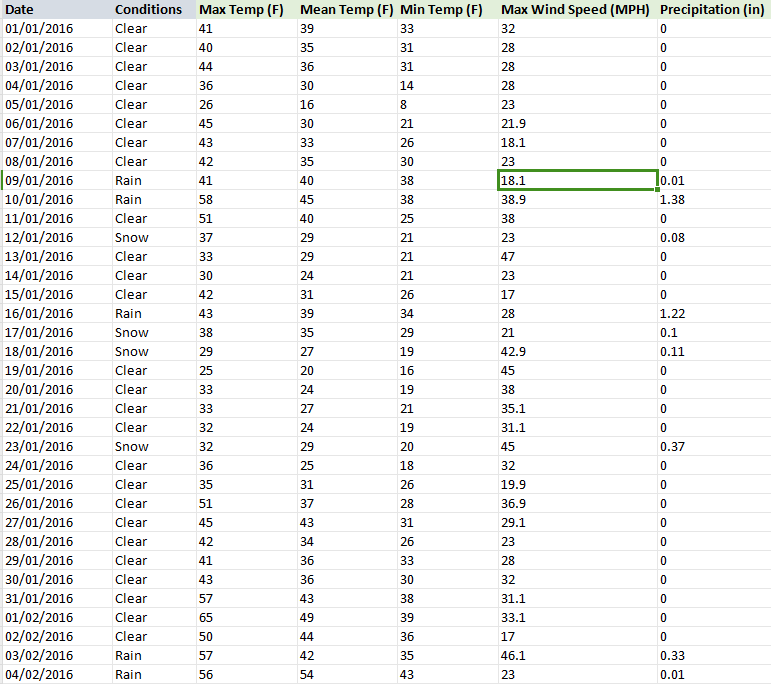 Date Conditions Max Temp (F) Mean Temp (F) Min Temp (F) Max Wind Speed (MPH) Precipitation (in)
01/01/2016 Clear 41 39 33 32 0
02/01/2016 Clear 40 35 31 28 0
03/01/2016 Clear 44 36 31 28 0
04/01/2016 Clear 36 30 14 28 0
05/01/2016 Clear 26 16 8 23 0
06/01/2016 Clear 45 30 21 21.9 0
07/01/2016 Clear 43 33 26 18.1 0
08/01/2016 Clear 42 35 30 23 0
09/01/2016 Rain 41 40 38 18.1 0.01
10/01/2016 Rain 58 45 38 38.9 1.38
11/01/2016 Clear 51 40 25 38 0
12/01/2016 Snow 37 29 21 23 0.08
13/01/2016 Clear 33 29 21 47 0
14/01/2016 Clear 30 24 21 23 0
15/01/2016 Clear 42 31 26 17 0
16/01/2016 Rain 43 39 34 28 1.22
17/01/2016 Snow 38 35 29 21 0.1
18/01/2016 Snow 29 27 19 42.9 0.11
19/01/2016 Clear 25 20 16 45 0
20/01/2016 Clear 33 24 19 38 0
21/01/2016 Clear 33 27 21 35.1 0
22/01/2016 Clear 32 24 19 31.1 0
23/01/2016 Snow 32 29 20 45 0.37
24/01/2016 Clear 36 25 18 32 0
25/01/2016 Clear 35 31 26 19.9 0
26/01/2016 Clear 51 37 28 36.9 0
27/01/2016 Clear 45 43 31 29.1 0
28/01/2016 Clear 42 34 26 23 0
29/01/2016 Clear 41 36 33 28 0
30/01/2016 Clear 43 36 30 32 0
31/01/2016 Clear 57 43 38 31.1 0
01/02/2016 Clear 65 49 39 33.1 0
02/02/2016 Clear 50 44 36 17 0
03/02/2016 Rain 57 42 35 46.1 0.33
04/02/2016 Rain 56 54 43 23 0.01